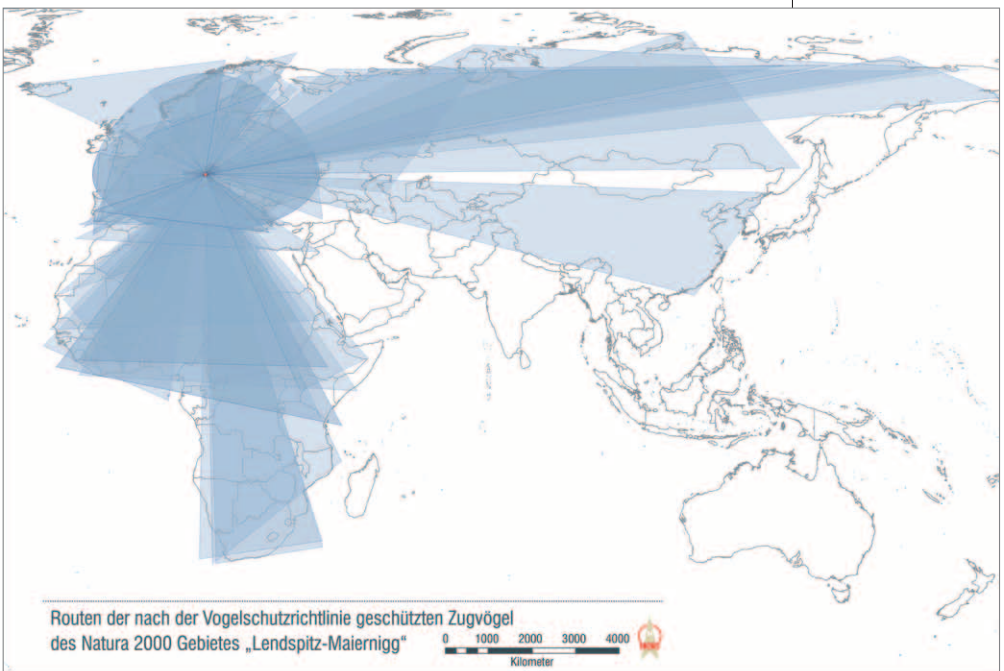 Routen der nach der Vogelschutzrichtlinie geschützten Zugvögel
des Natura 2000 Gebietes „Lendspitz-Maiernigg“
0 1000 2000 3000 4000
Kilometer